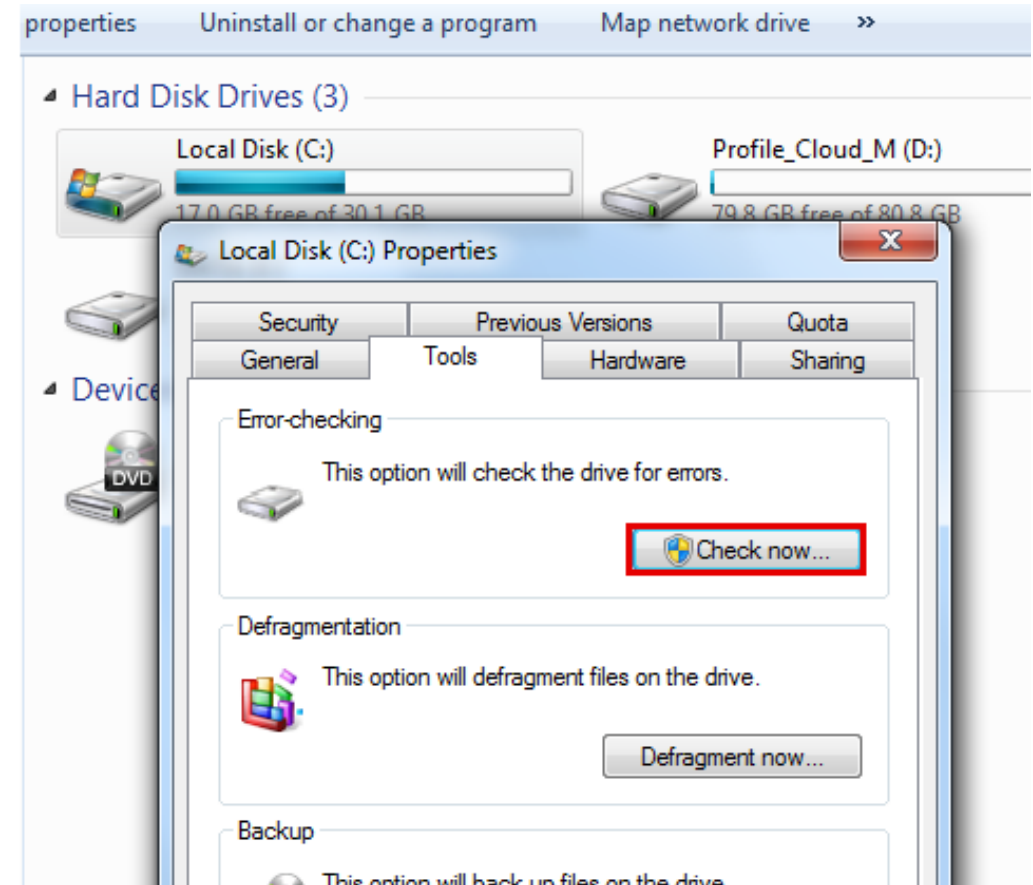 properties Uninstall or change a program Map network drive »
Hard Disk Drives (3)
Local Disk (C:) Profile_Cloud_M (D:)
17.0 GB free of 30.1 GB 79.8 GB free of 80.8 GB
Local Disk (C:) Properties
Security Previous Versions Quota
General Tools Hardware Sharing
Device
Error-checking
This option will check the drive for errors.
DVD
Check now...
Defragmentation
This option will defragment files on the drive.
Defragment now...
Backup
This option will back up files on the drive.